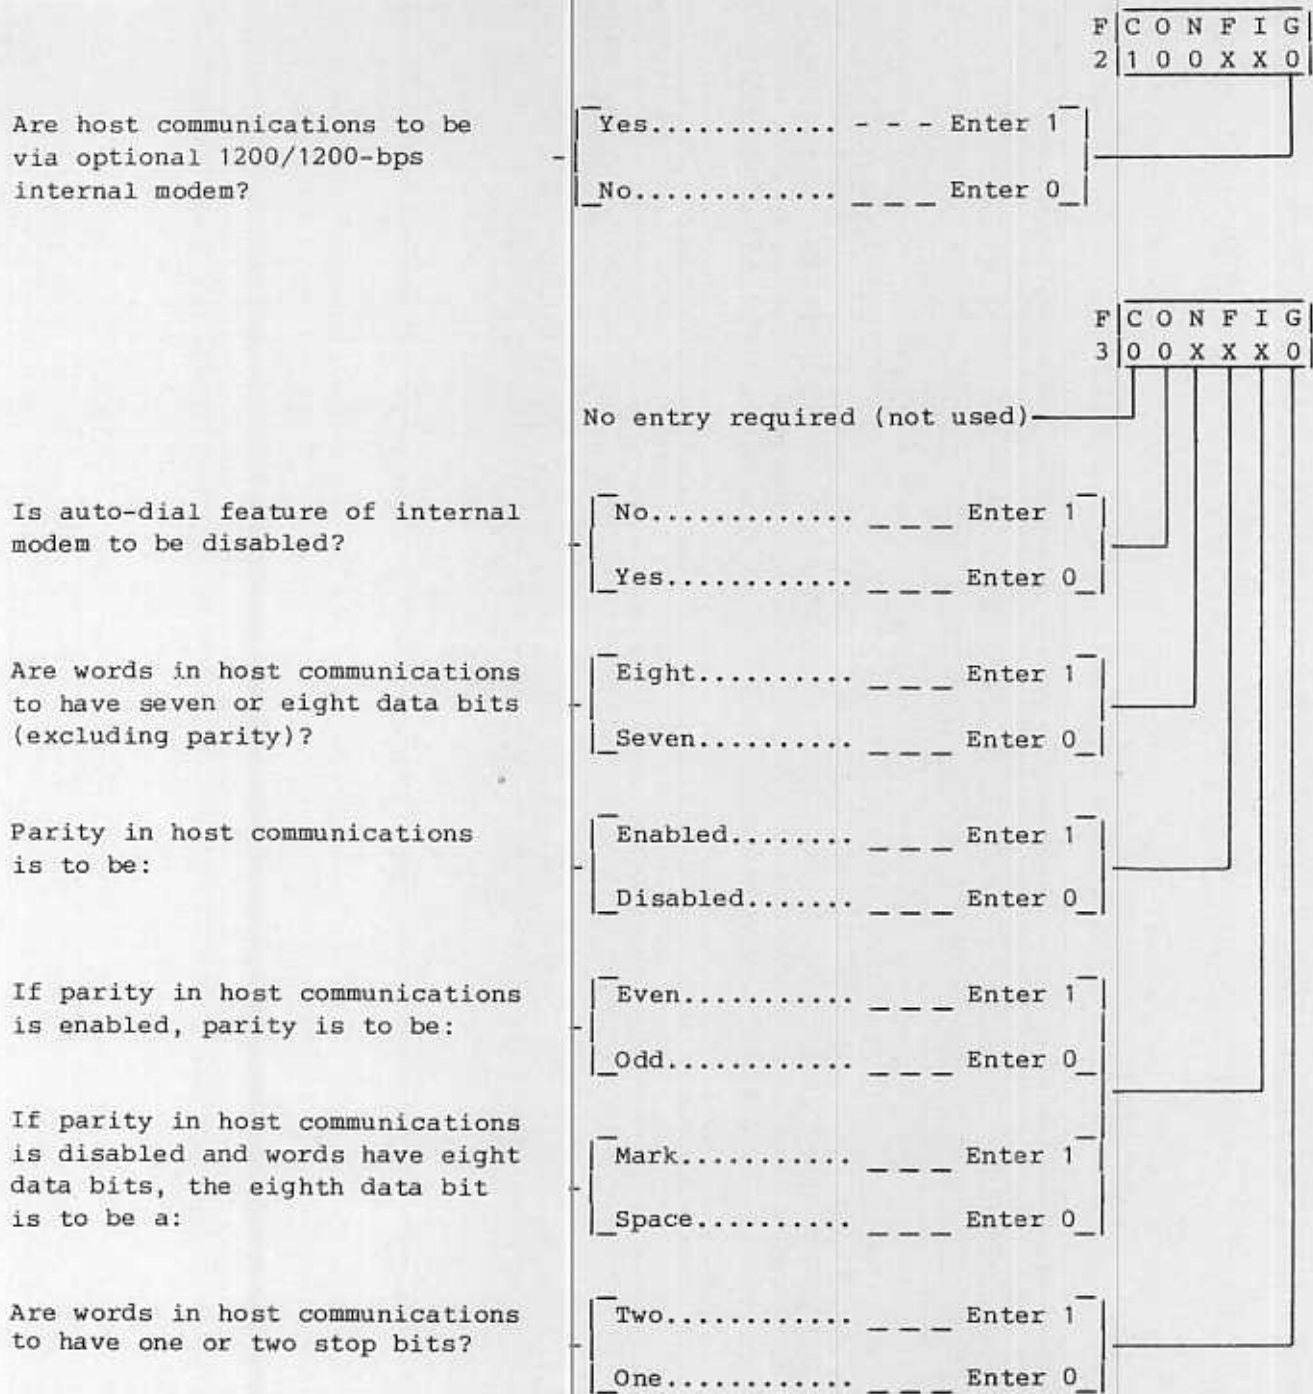 F C O N F I G
2 1 0 0 X X 0
Are host communications to be
via optional 1200/1200-bps
internal modem?
Yes............ - - - Enter 1
No.............. _ _ _ Enter 0
F C O N F I G
3 0 0 X X X 0
No entry required (not used)
Is auto-dial feature of internal
modem to be disabled?
No............. _ _ _ Enter 1
Yes............ _ _ _ Enter 0
Are words in host communications
to have seven or eight data bits
(excluding parity)?
Eight.......... _ _ _ Enter 1
Seven.......... _ _ _ Enter 0
Parity in host communications
is to be:
Enabled........ _ _ _ Enter 1
Disabled....... _ _ _ Enter 0
If parity in host communications
is enabled, parity is to be:
Even........... _ _ _ Enter 1
Odd............ _ _ _ Enter 0
If parity in host communications
is disabled and words have eight
data bits, the eighth data bit
is to be a:
Mark........... _ _ _ Enter 1
Space.......... _ _ _ Enter 0
Are words in host communications
to have one or two stop bits?
Two............ _ _ _ Enter 1
One............ _ _ _ Enter 0